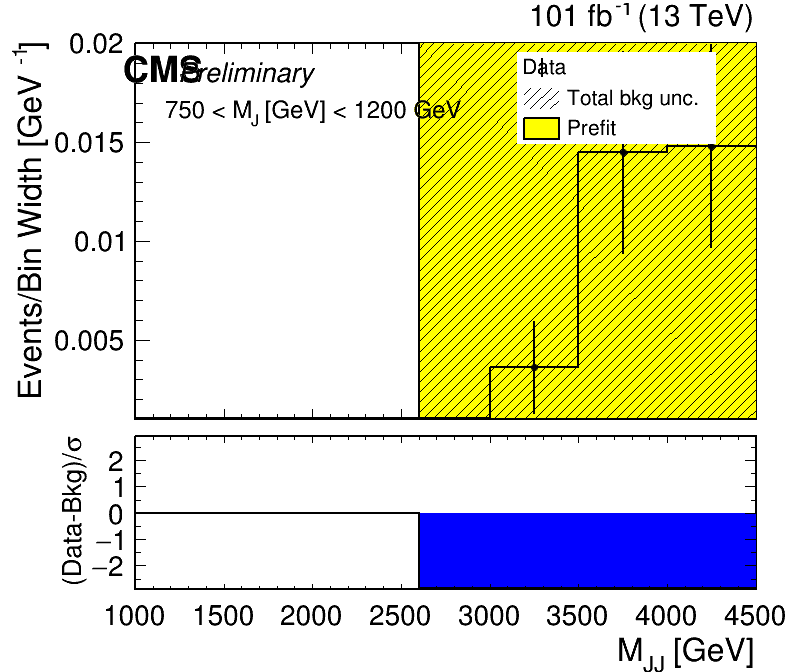 101 fb⁻¹ (13 TeV)
CMS Preliminary
750 < M_J [GeV] < 1200 GeV
Data
Total bkg unc.
Prefit
Events/Bin Width [GeV⁻¹]
0.02
0.015
0.01
0.005
(Data-Bkg)/σ
2
1
0
−1
−2
1000 1500 2000 2500 3000 3500 4000 4500
M_JJ [GeV]